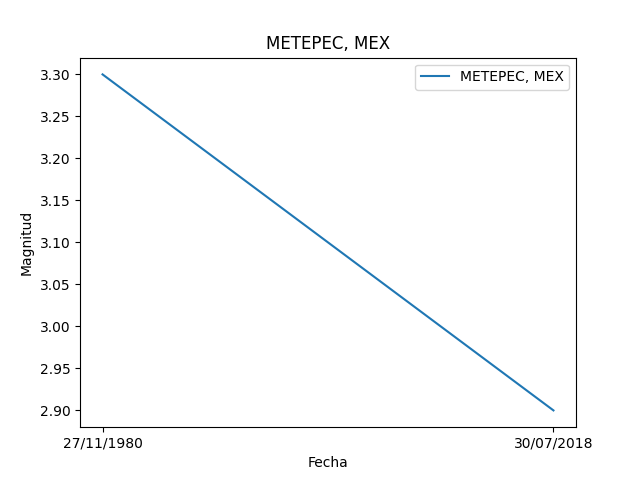 METEPEC, MEX
METEPEC, MEX
3.30
3.25
3.20
3.15
3.10
3.05
3.00
2.95
2.90
Magnitud
27/11/1980 30/07/2018
Fecha